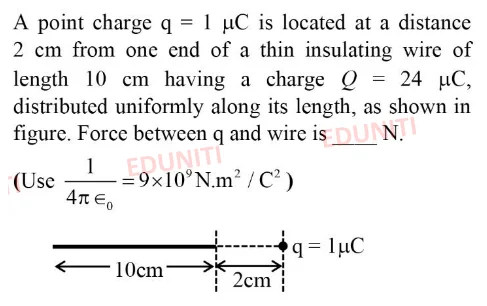 A point charge q = 1 μC is located at a distance
2 cm from one end of a thin insulating wire of
length 10 cm having a charge Q = 24 μC,
distributed uniformly along its length, as shown in
figure. Force between q and wire is ____ N.
EDUNITI
EDUNITI
(Use 1/(4π∈₀) = 9×10⁹N.m² / C² )
q = 1μC
10cm
2cm